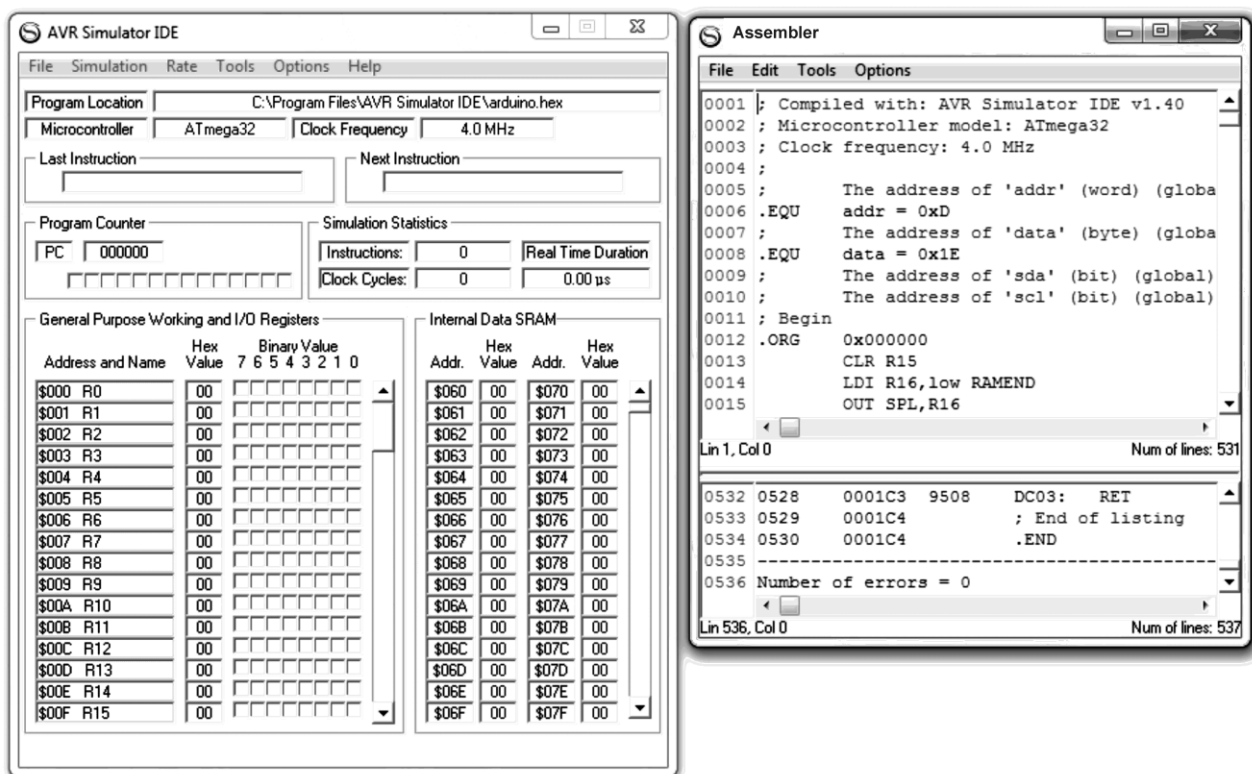 AVR Simulator IDE
File Simulation Rate Tools Options Help
Program Location C:\Program Files\AVR Simulator IDE\arduino.hex
Microcontroller ATmega32 Clock Frequency 4.0 MHz
Last Instruction Next Instruction
Program Counter Simulation Statistics
PC 000000 Instructions: 0 Real Time Duration
Clock Cycles: 0 0.00 µs
General Purpose Working and I/O Registers Internal Data SRAM
Hex Binary Value Hex Hex
Address and Name Value 7 6 5 4 3 2 1 0 Addr. Value Addr. Value
$000 R0 00 $060 00 $070 00
$001 R1 00 $061 00 $071 00
$002 R2 00 $062 00 $072 00
$003 R3 00 $063 00 $073 00
$004 R4 00 $064 00 $074 00
$005 R5 00 $065 00 $075 00
$006 R6 00 $066 00 $076 00
$007 R7 00 $067 00 $077 00
$008 R8 00 $068 00 $078 00
$009 R9 00 $069 00 $079 00
$00A R10 00 $06A 00 $07A 00
$00B R11 00 $06B 00 $07B 00
$00C R12 00 $06C 00 $07C 00
$00D R13 00 $06D 00 $07D 00
$00E R14 00 $06E 00 $07E 00
$00F R15 00 $06F 00 $07F 00
Assembler
File Edit Tools Options
0001 ; Compiled with: AVR Simulator IDE v1.40
0002 ; Microcontroller model: ATmega32
0003 ; Clock frequency: 4.0 MHz
0004 ;
0005 ; The address of 'addr' (word) (globa
0006 .EQU addr = 0xD
0007 ; The address of 'data' (byte) (globa
0008 .EQU data = 0x1E
0009 ; The address of 'sda' (bit) (global)
0010 ; The address of 'scl' (bit) (global)
0011 ; Begin
0012 .ORG 0x000000
0013 CLR R15
0014 LDI R16,low RAMEND
0015 OUT SPL,R16
Lin 1, Col 0 Num of lines: 531
0532 0528 0001C3 9508 DC03: RET
0533 0529 0001C4 ; End of listing
0534 0530 0001C4 .END
0535 ------------------------------------------------
0536 Number of errors = 0
Lin 536, Col 0 Num of lines: 537